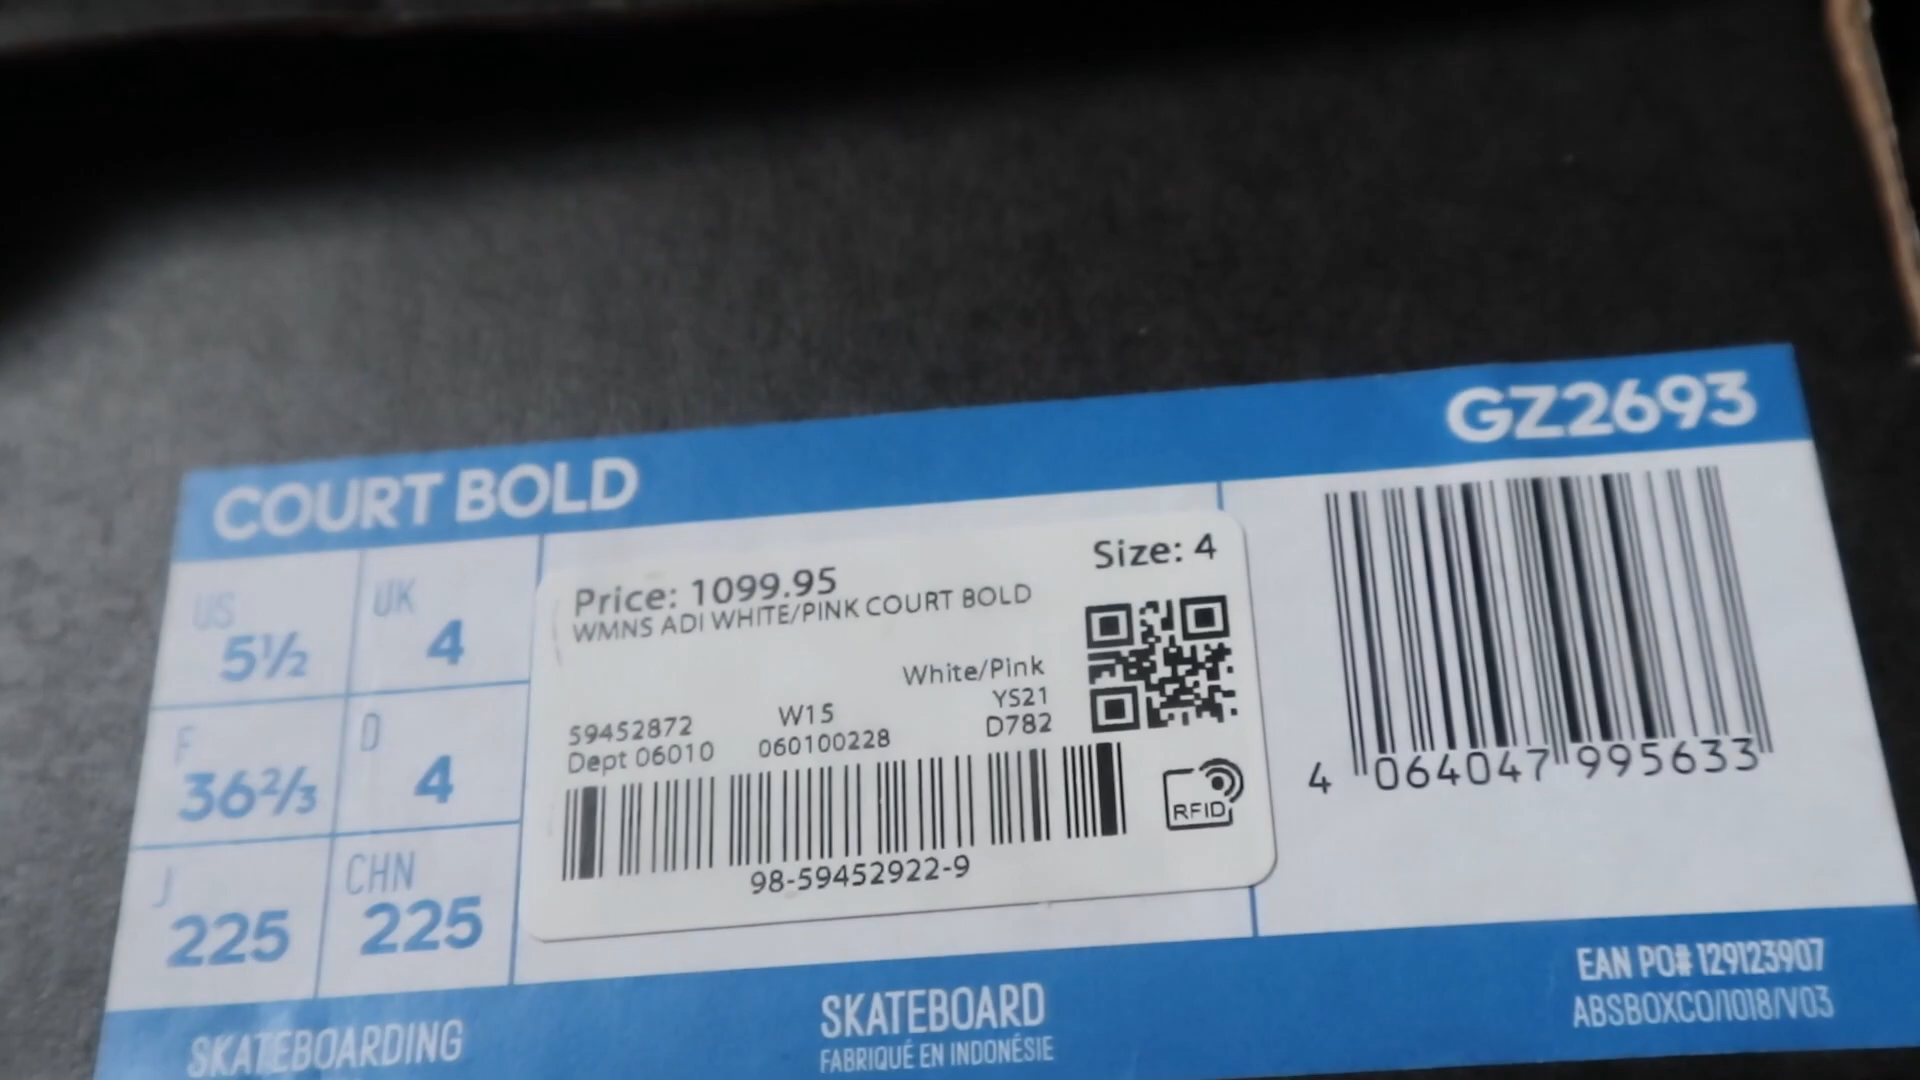 COURT BOLD
GZ2693
US
5½
UK
4
F
36⅔
D
4
J
225
CHN
225
Price: 1099.95
Size: 4
WMNS ADI WHITE/PINK COURT BOLD
White/Pink
YS21
59452872 W15 D782
Dept 06010 060100228
98-59452922-9
RFID
4 064047 995633
SKATEBOARDING
SKATEBOARD
FABRIQUÉ EN INDONÉSIE
EAN PO# 129123907
ABSBOXCO/1018/V03